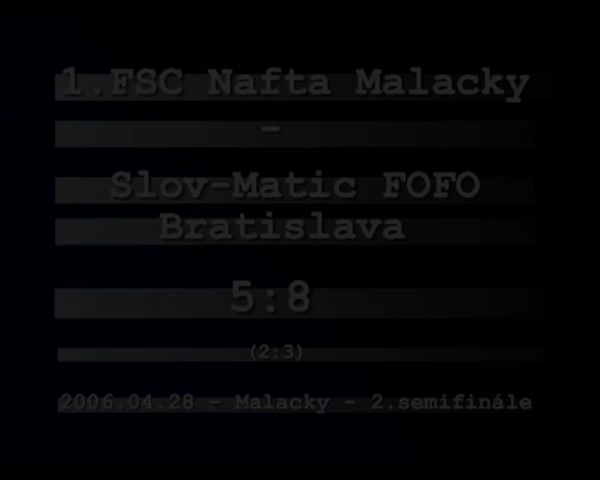 1.FSC Nafta Malacky
-
Slov-Matic FOFO
Bratislava
5:8
(2:3)
2006.04.28 - Malacky - 2.semifinále